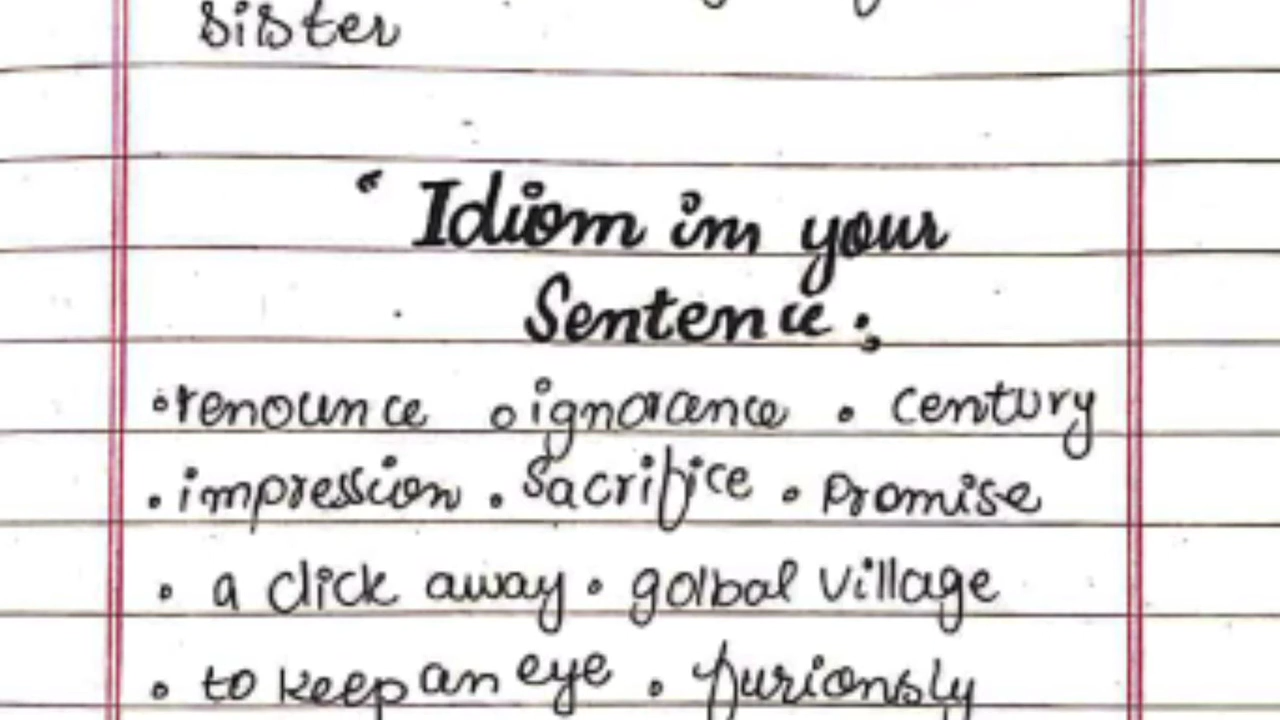 sister
" Idiom in your
Sentence:
• renounce • ignorance • century
• impression • Sacrifice • Promise
• a click away • golbal village
• to keep an eye • furionsly